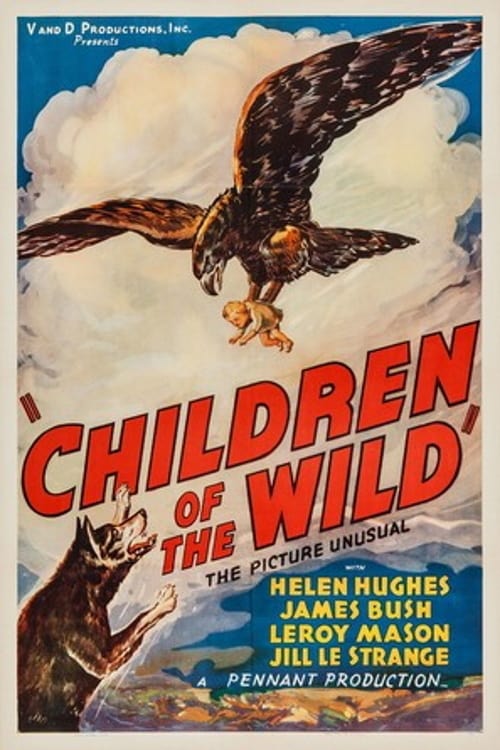 V AND D PRODUCTIONS, INC.
Presents
"CHILDREN
OF
THE WILD"
THE PICTURE UNUSUAL
WITH
HELEN HUGHES
JAMES BUSH
LEROY MASON
JILL LE STRANGE
A PENNANT PRODUCTION